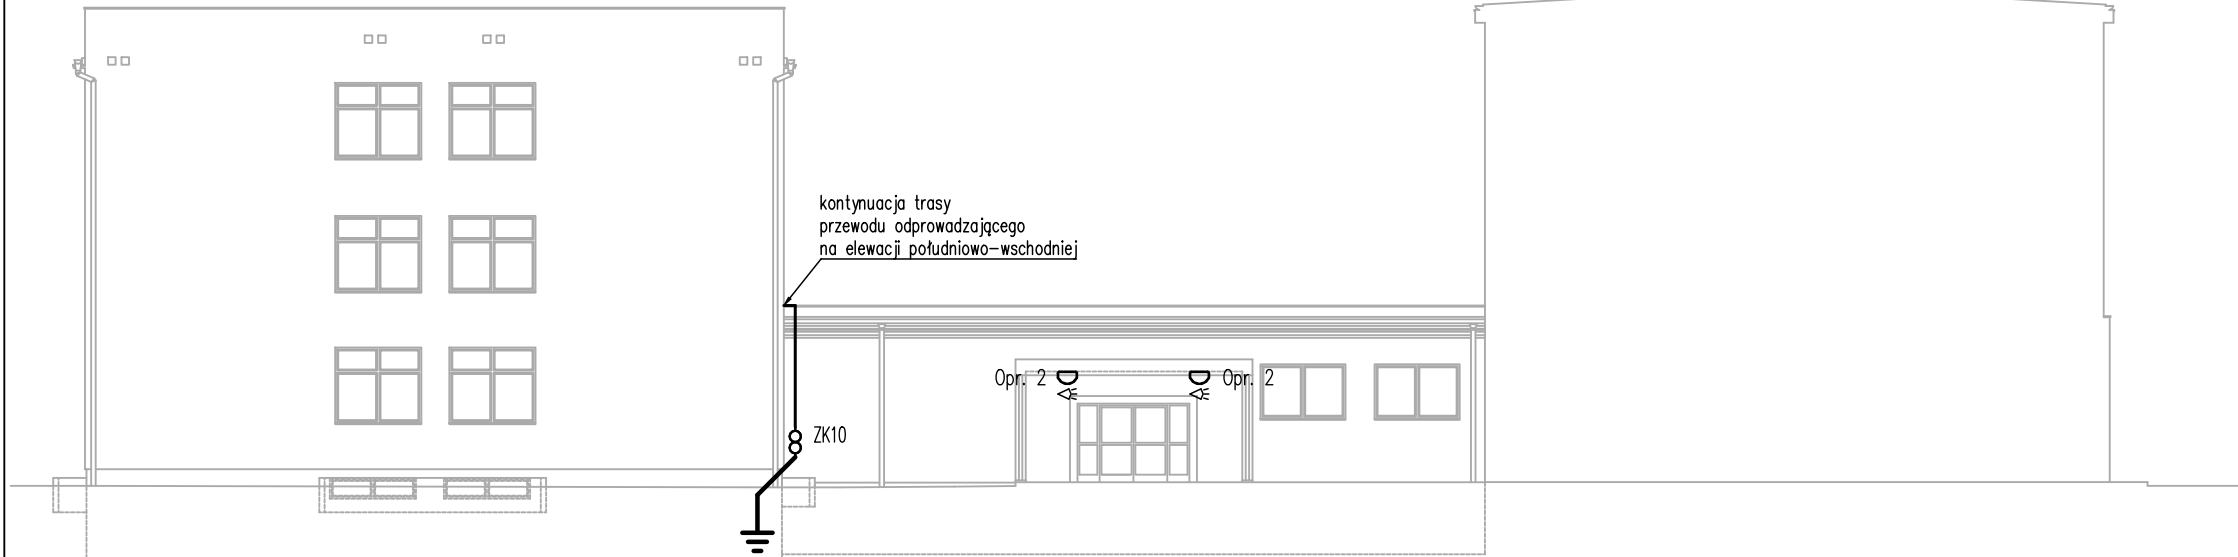 kontynuacja trasy
przewodu odprowadzającego
na elewacji południowo-wschodniej
Opr. 2
Opr. 2
ZK10